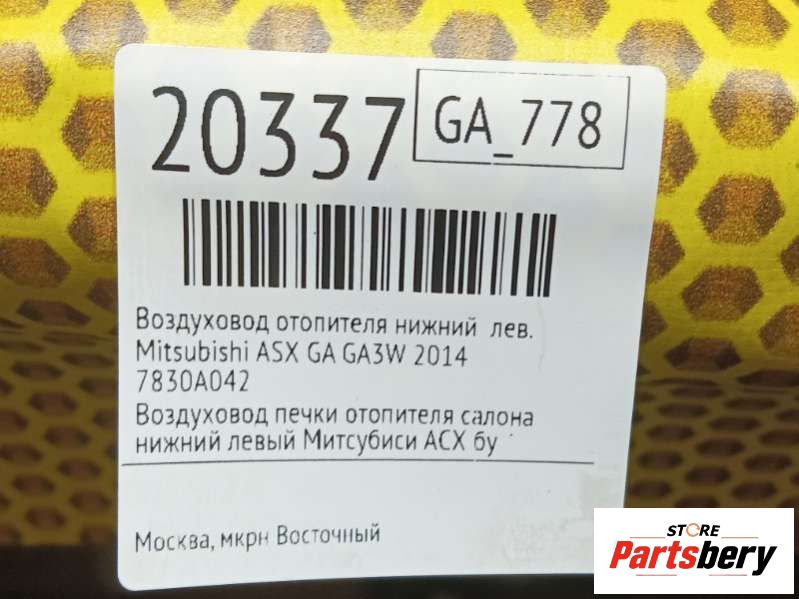 20337
GA_778
Воздуховод отопителя нижний лев.
Mitsubishi ASX GA GA3W 2014
7830A042
Воздуховод печки отопителя салона
нижний левый Митсубиси АСХ бу
Москва, мкрн Восточный
STORE
Partsbery